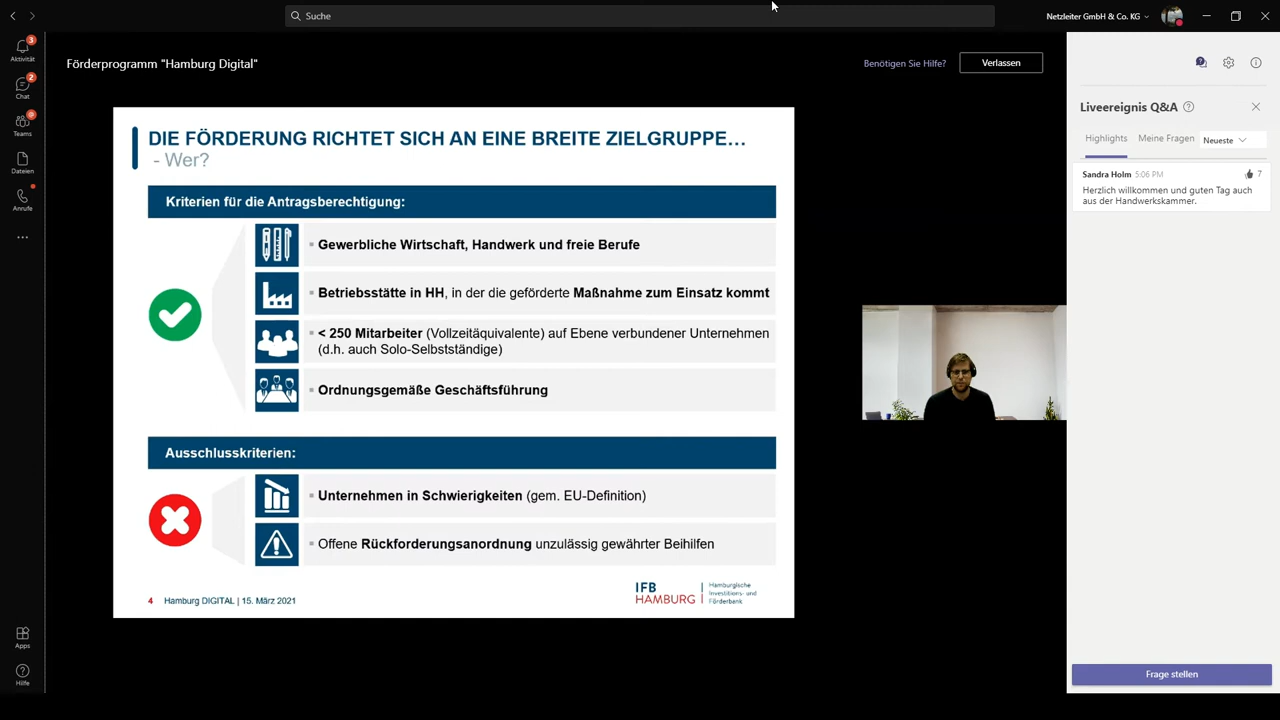 Suche
Netzleiter GmbH & Co. KG
3
Aktivität
2
Chat
Teams
Dateien
Anrufe
Apps
Hilfe
Förderprogramm "Hamburg Digital"
Benötigen Sie Hilfe?
Verlassen
DIE FÖRDERUNG RICHTET SICH AN EINE BREITE ZIELGRUPPE…
- Wer?
Kriterien für die Antragsberechtigung:
Gewerbliche Wirtschaft, Handwerk und freie Berufe
Betriebsstätte in HH, in der die geförderte Maßnahme zum Einsatz kommt
< 250 Mitarbeiter (Vollzeitäquivalente) auf Ebene verbundener Unternehmen
(d.h. auch Solo-Selbstständige)
Ordnungsgemäße Geschäftsführung
Ausschlusskriterien:
Unternehmen in Schwierigkeiten (gem. EU-Definition)
Offene Rückforderungsanordnung unzulässig gewährter Beihilfen
4 Hamburg DIGITAL | 15. März 2021
IFB
HAMBURG
Hamburgische
Investitions- und
Förderbank
Liveereignis Q&A
Highlights
Meine Fragen
Neueste
Sandra Holm 5:06 PM
7
Herzlich willkommen und guten Tag auch
aus der Handwerkskammer.
Frage stellen